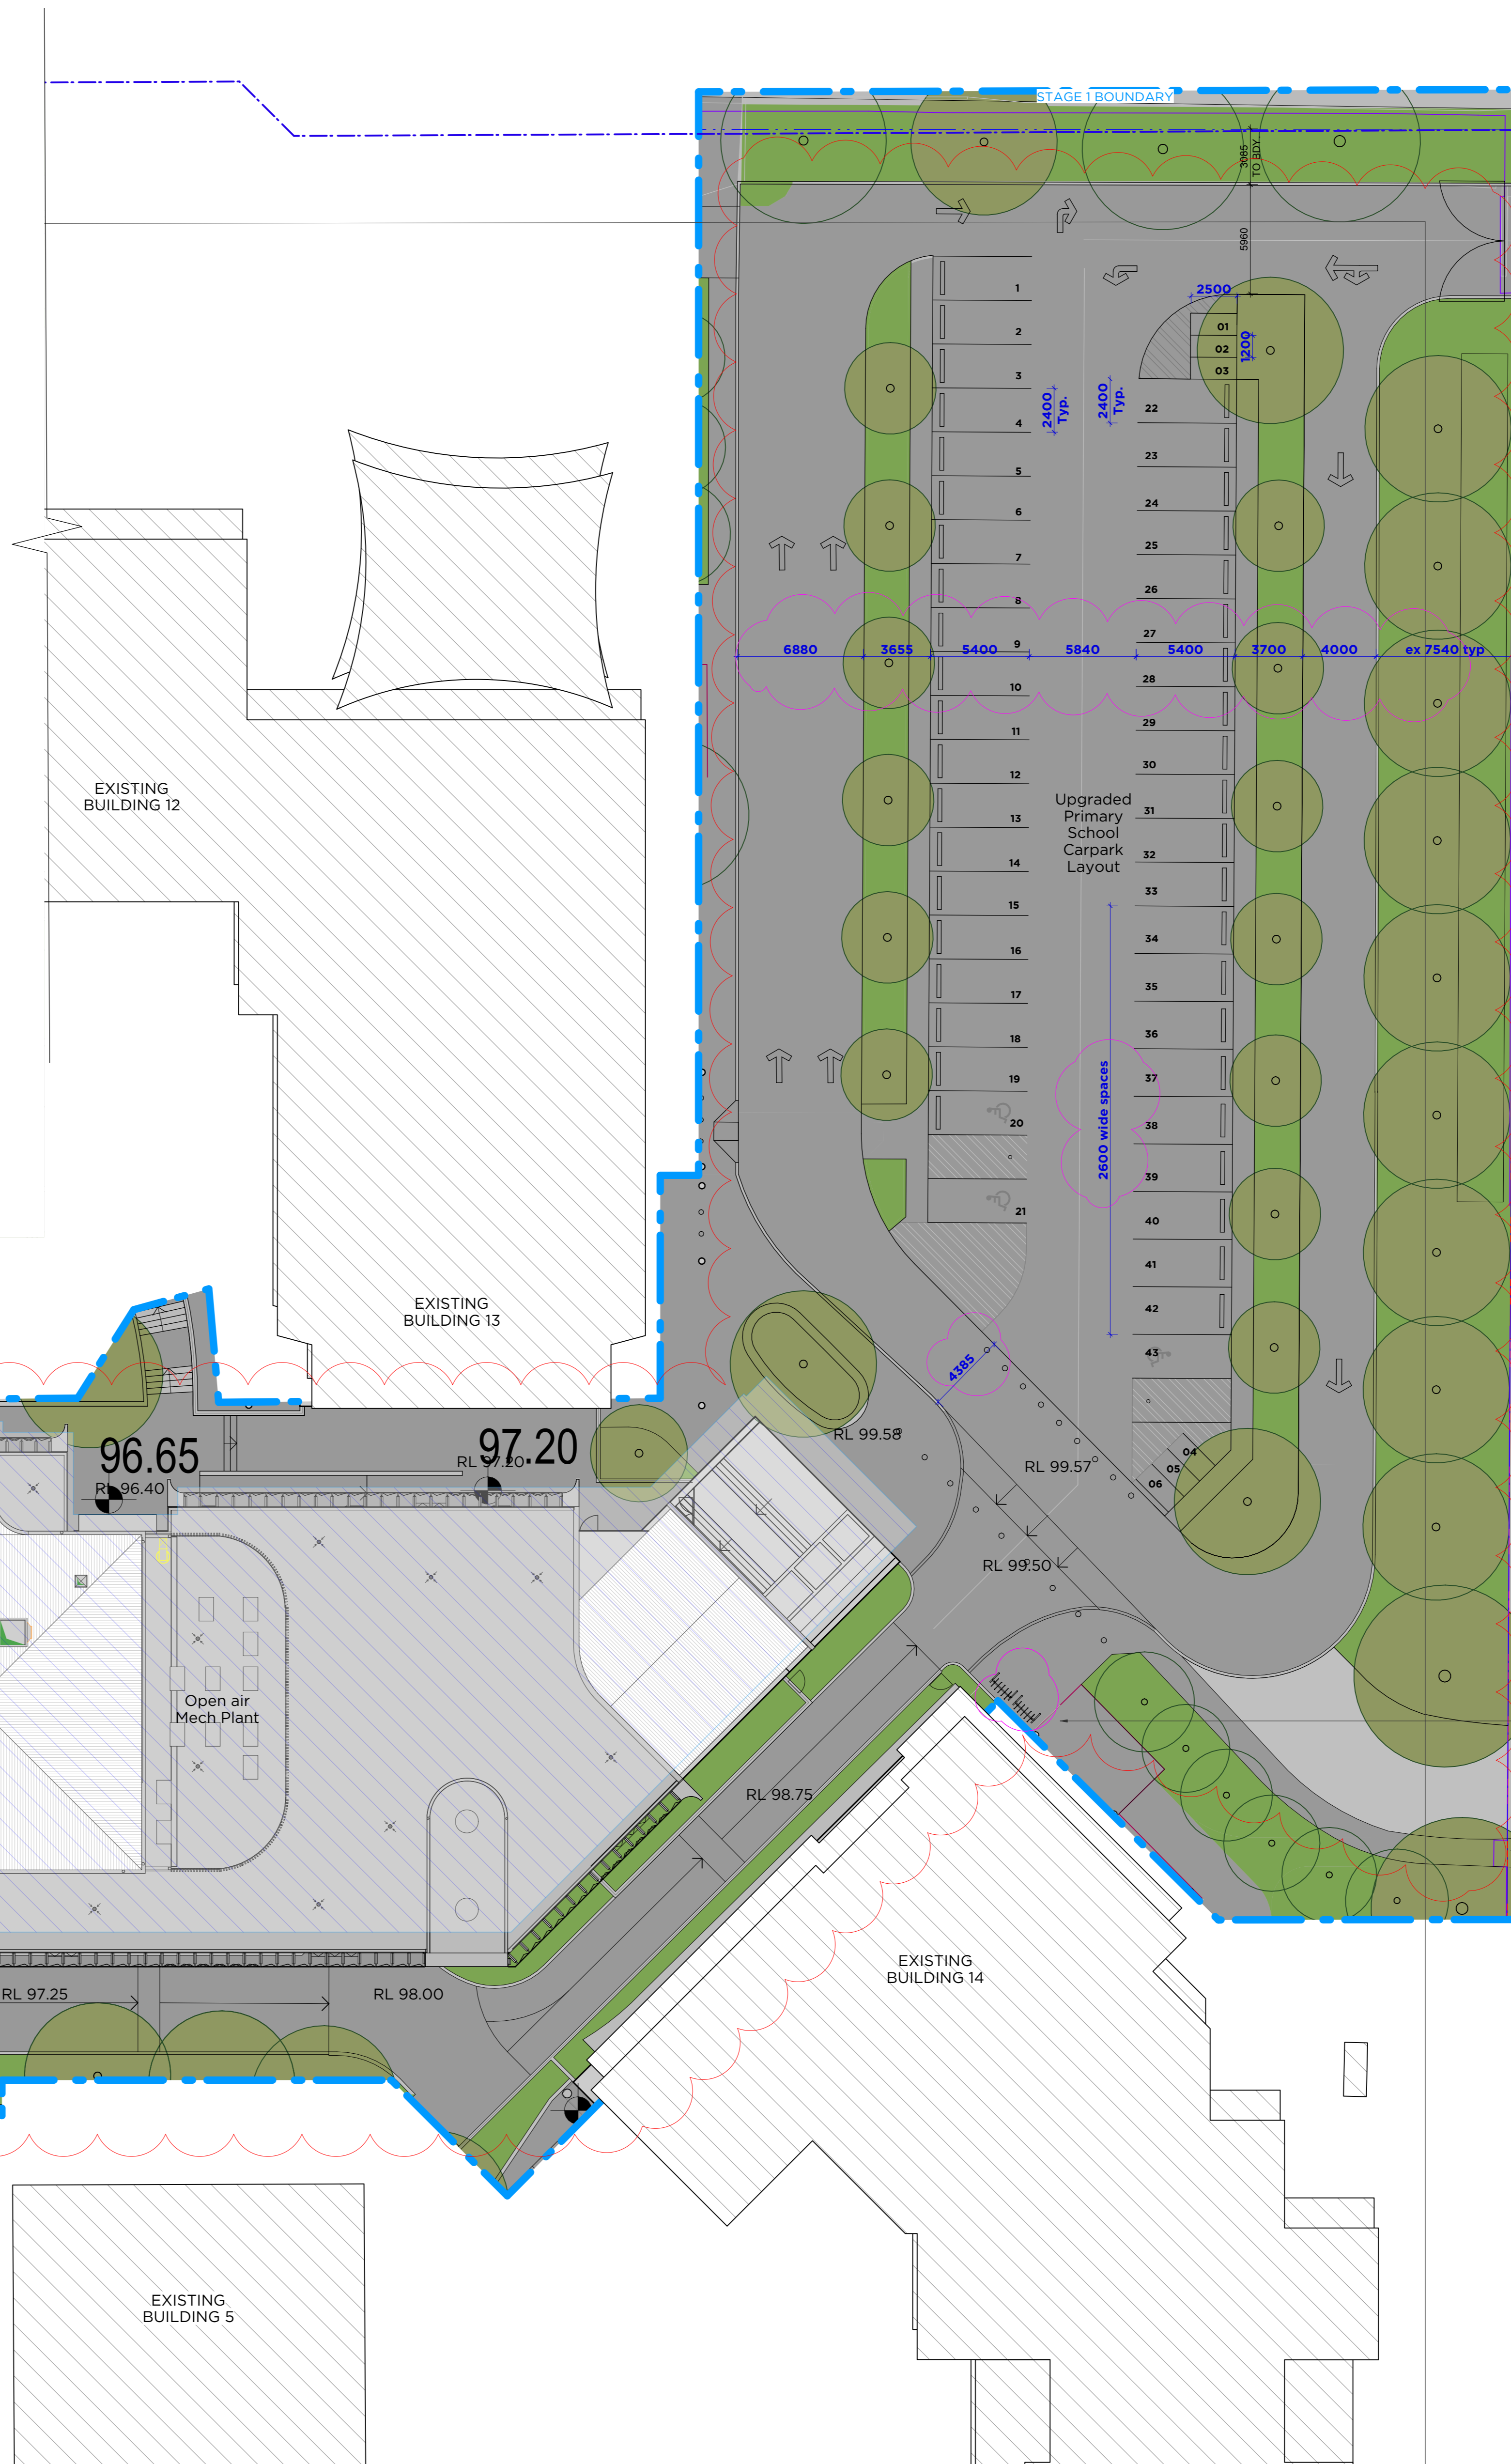 STAGE 1 BOUNDARY
3085
TO BDY
5960
2500
1200
01
02
03
1
2
3
4
5
6
7
8
9
10
11
12
13
14
15
16
17
18
19
20
21
2400
Typ.
2400
Typ.
22
23
24
25
26
27
28
29
30
31
32
33
34
35
36
37
38
39
40
41
42
43
6880
3655
5400
5840
5400
3700
4000
ex 7540 typ
Upgraded
Primary
School
Carpark
Layout
2600 wide spaces
EXISTING
BUILDING 12
EXISTING
BUILDING 13
4385
04
05
06
96.65
RL 96.40
97.20
RL 97.20
RL 99.58
RL 99.57
RL 99.50
Open air
Mech Plant
RL 98.75
RL 97.25
RL 98.00
EXISTING
BUILDING 14
EXISTING
BUILDING 5